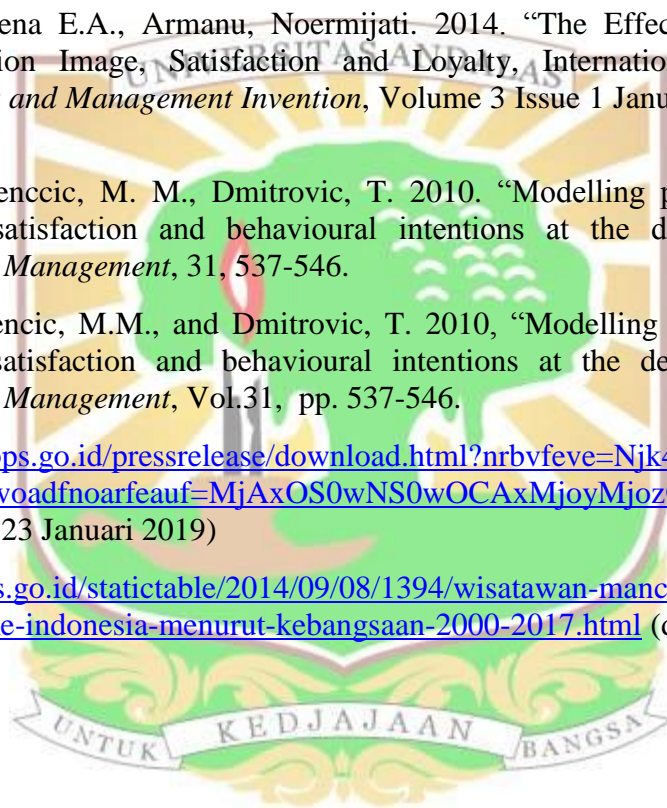 ena E.A., Armanu, Noermijati. 2014. “The Effec
ion Image, Satisfaction and Loyalty, Internatio
UNIVERSITAS ANDALAS
and Management Invention, Volume 3 Issue 1 Janu
enccic, M. M., Dmitrovic, T. 2010. “Modelling p
satisfaction and behavioural intentions at the d
Management, 31, 537-546.
encic, M.M., and Dmitrovic, T. 2010, “Modelling
satisfaction and behavioural intentions at the de
Management, Vol.31, pp. 537-546.
ps.go.id/pressrelease/download.html?nrbvfeve=Njk4
voadfnoarfeauf=MjAxOS0wNS0wOCAxMjoyMjoz
23 Januari 2019)
s.go.id/statictable/2014/09/08/1394/wisatawan-manc
e-indonesia-menurut-kebangsaan-2000-2017.html (d
UNTUK KEDJAJAAN BANGSA